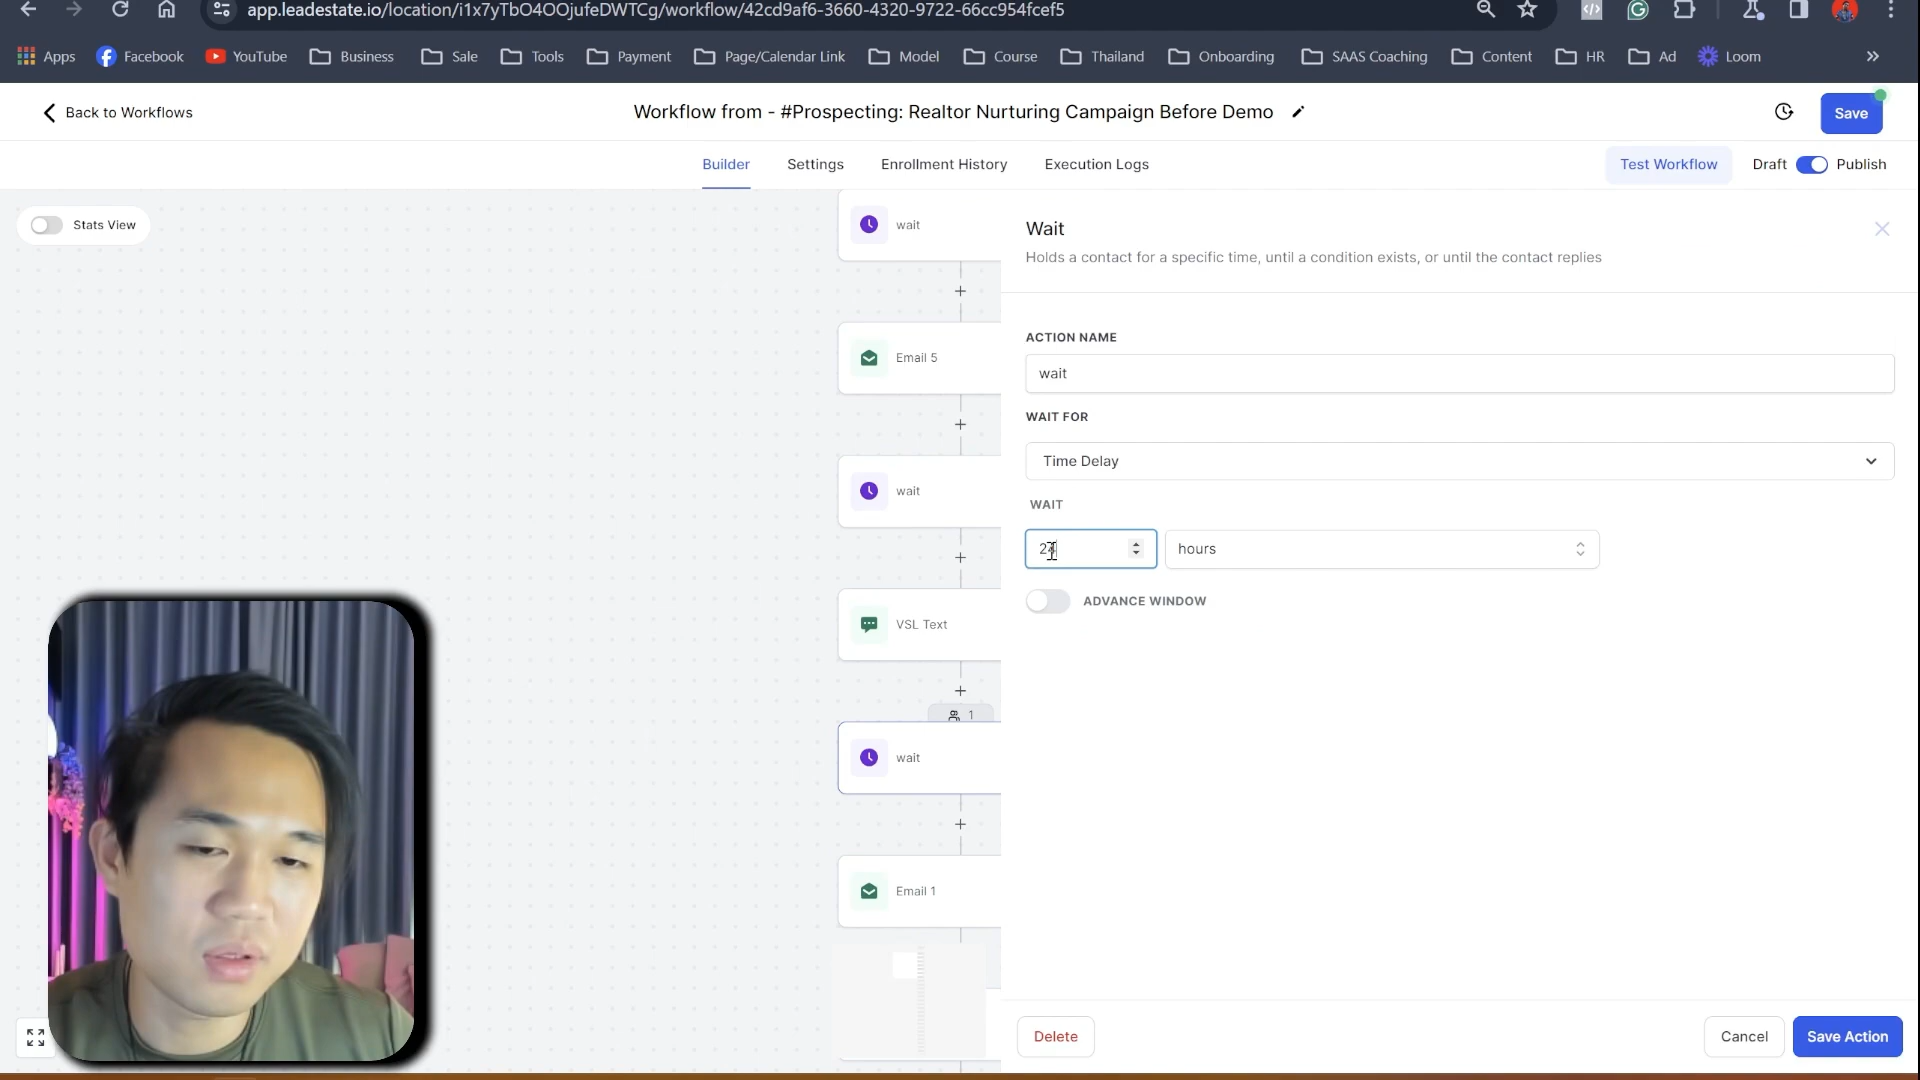 app.leadestate.io/location/i1x7yTbO4OOjufeDWTCg/workflow/42cd9af6-3660-4320-9722-66cc954fcef5
Apps Facebook YouTube Business Sale Tools Payment Page/Calendar Link Model Course Thailand Onboarding SAAS Coaching Content HR Ad Loom
Back to Workflows
Workflow from - #Prospecting: Realtor Nurturing Campaign Before Demo
Save
Builder Settings Enrollment History Execution Logs
Test Workflow Draft Publish
Stats View
wait
Email 5
wait
VSL Text
1
wait
Email 1
Wait
Holds a contact for a specific time, until a condition exists, or until the contact replies
ACTION NAME
wait
WAIT FOR
Time Delay
WAIT
hours
ADVANCE WINDOW
Delete Cancel Save Action